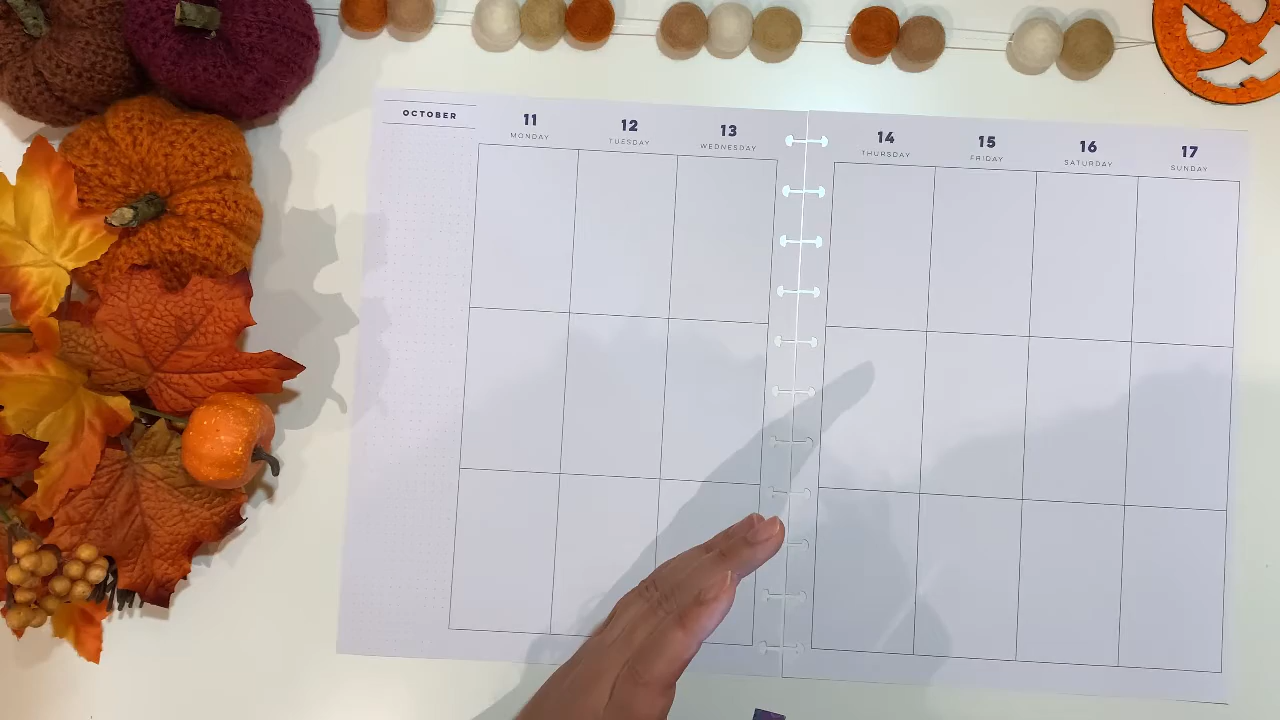 OCTOBER
11
MONDAY
12
TUESDAY
13
WEDNESDAY
14
THURSDAY
15
FRIDAY
16
SATURDAY
17
SUNDAY